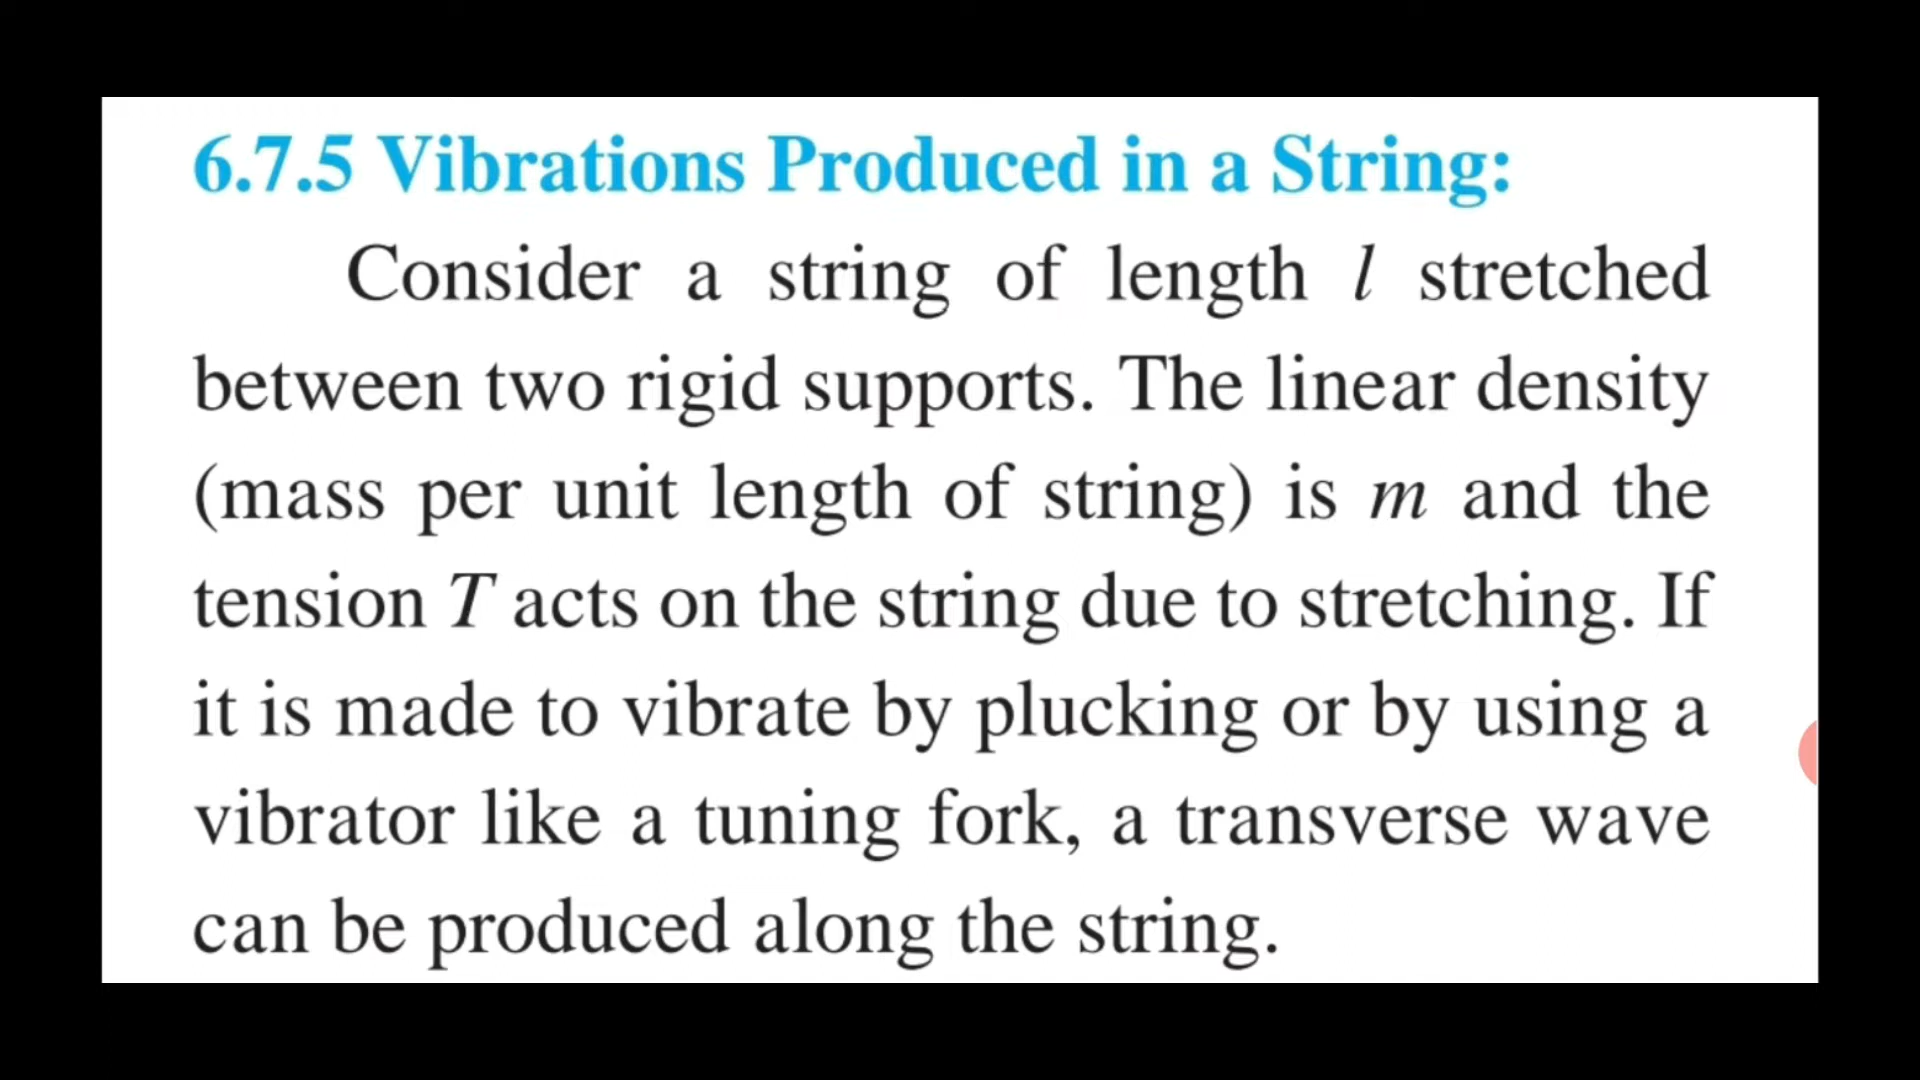 6.7.5 Vibrations Produced in a String:
Consider a string of length l stretched
between two rigid supports. The linear density
(mass per unit length of string) is m and the
tension T acts on the string due to stretching. If
it is made to vibrate by plucking or by using a
vibrator like a tuning fork, a transverse wave
can be produced along the string.